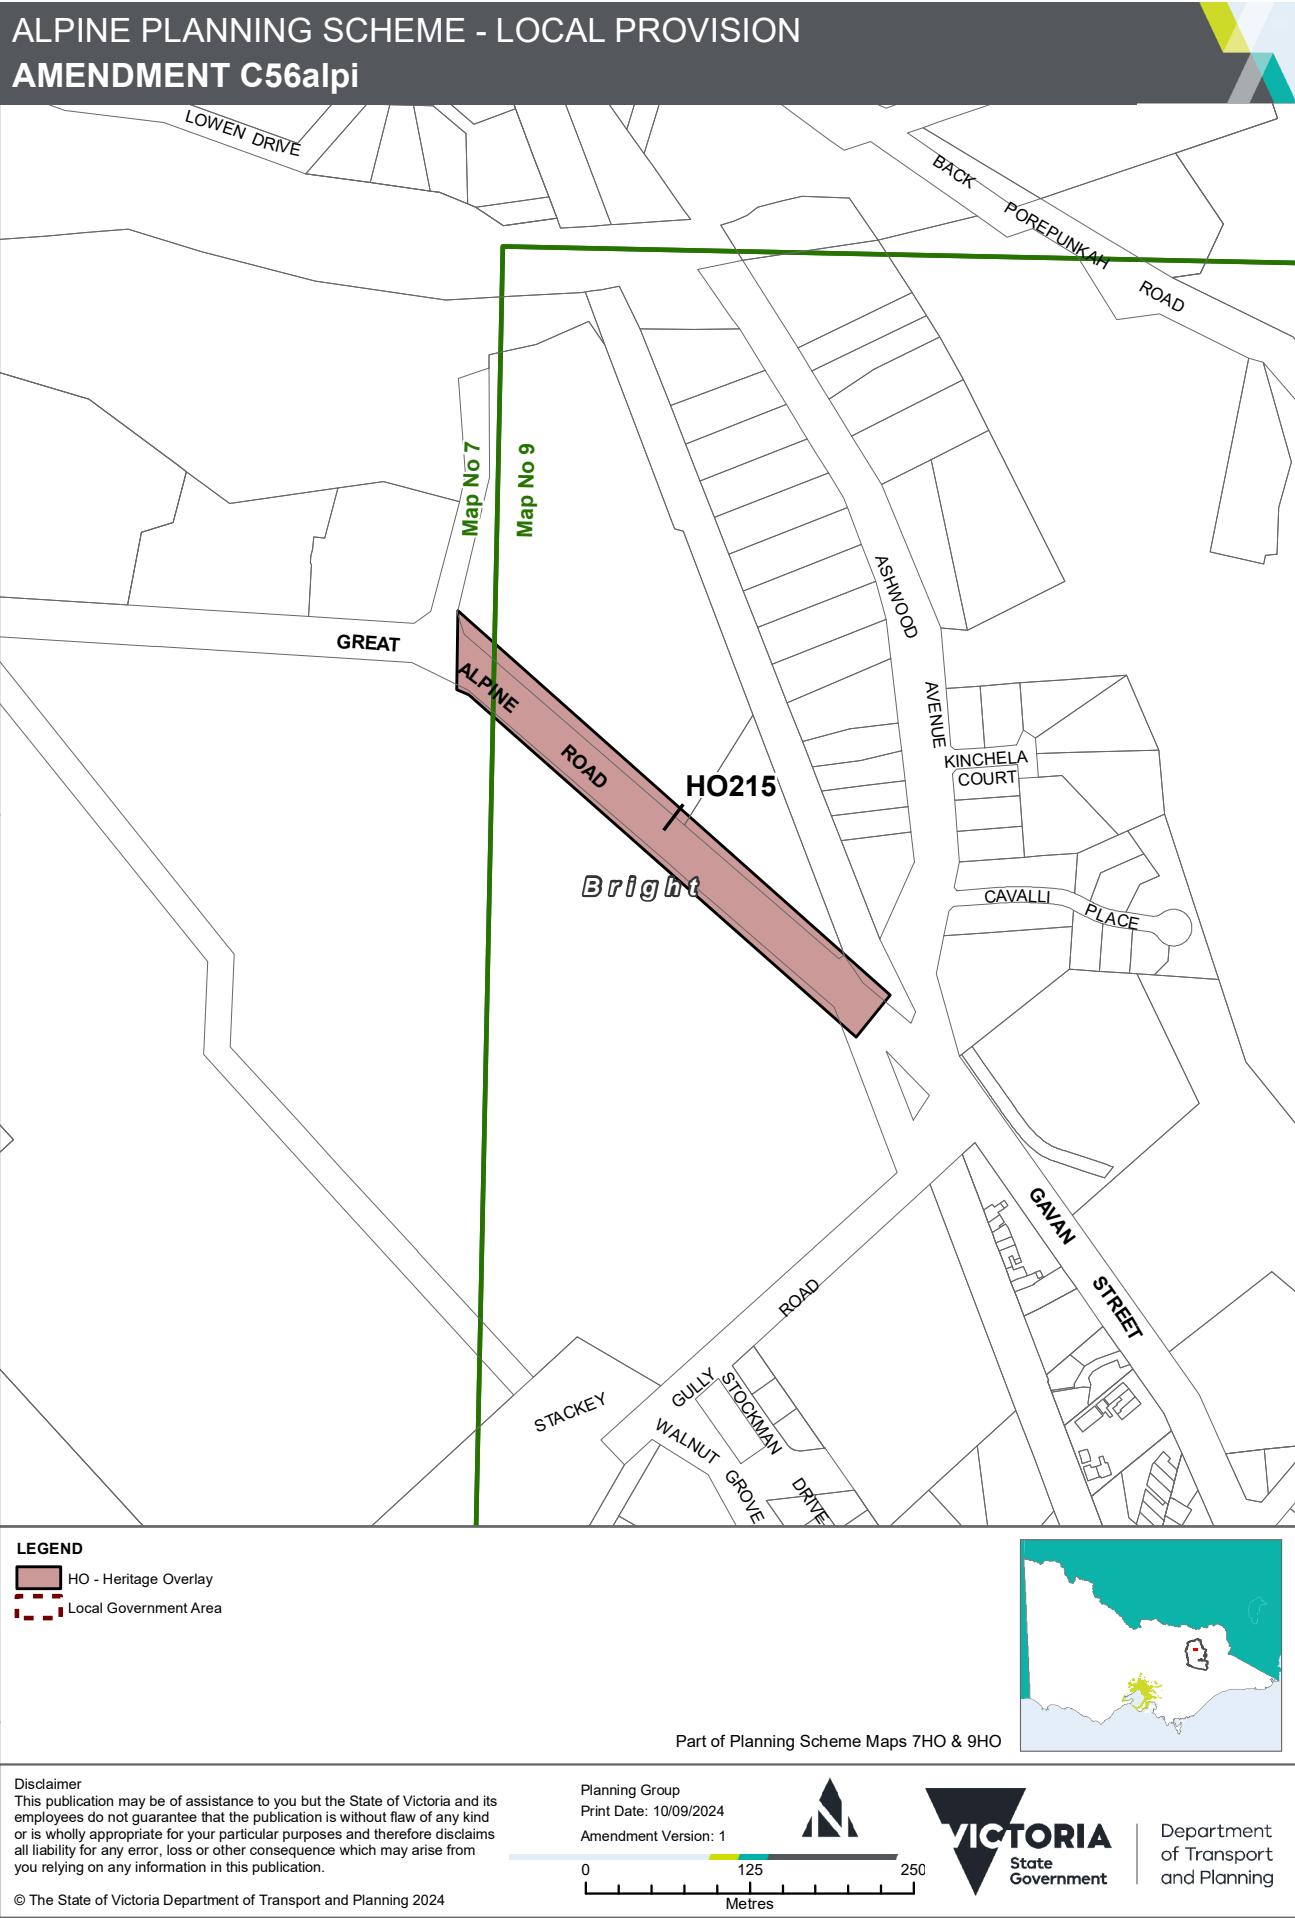 ALPINE PLANNING SCHEME - LOCAL PROVISION
AMENDMENT C56alpi
LOWEN DRIVE
BACK POREPUNKAH ROAD
Map No 7
Map No 9
ASHWOOD AVENUE
GREAT ALPINE ROAD
HO215
KINCHELA
COURT
Bright
CAVALLI PLACE
GAVAN STREET
STACKEY GULLY ROAD
STOCKMAN DRIVE
WALNUT GROVE
LEGEND
HO - Heritage Overlay
Local Government Area
Part of Planning Scheme Maps 7HO & 9HO
Disclaimer
This publication may be of assistance to you but the State of Victoria and its
employees do not guarantee that the publication is without flaw of any kind
or is wholly appropriate for your particular purposes and therefore disclaims
all liability for any error, loss or other consequence which may arise from
you relying on any information in this publication.
© The State of Victoria Department of Transport and Planning 2024
Planning Group
Print Date: 10/09/2024
Amendment Version: 1
N
0 125 250
Metres
VICTORIA
State
Government
Department
of Transport
and Planning